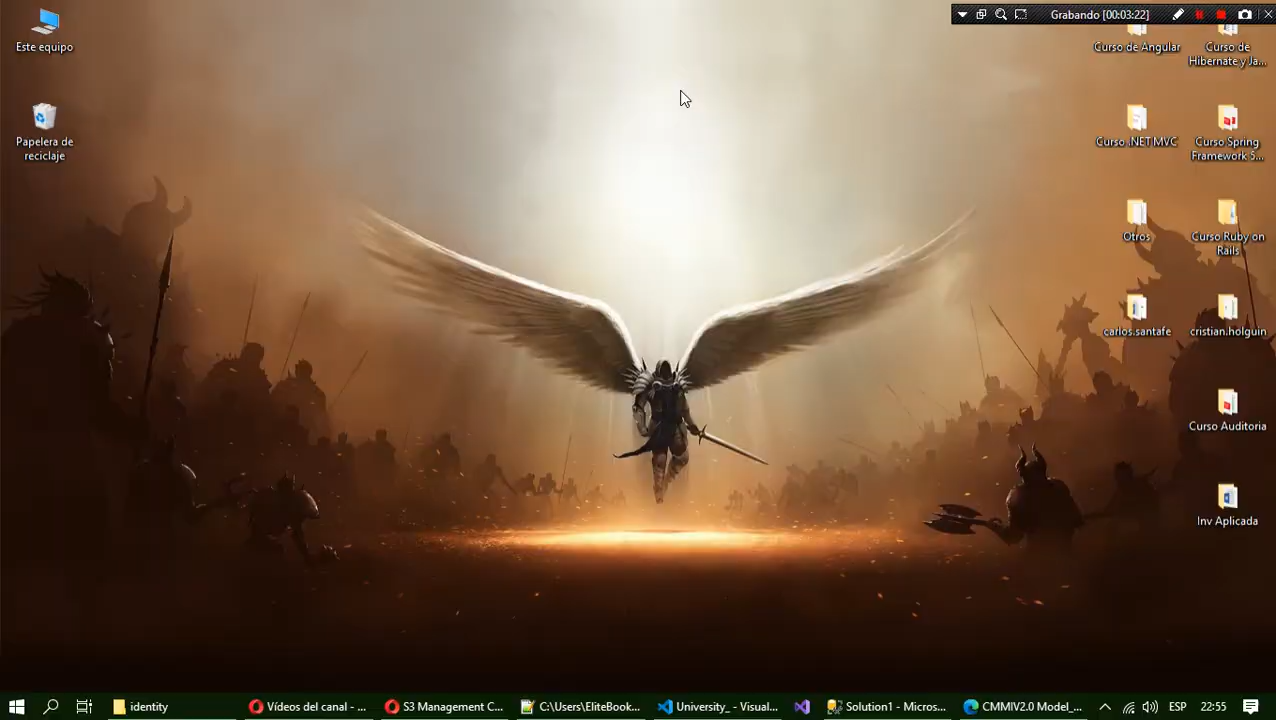 Grabando [00:03:22]
Este equipo
Papelera de
reciclaje
Curso de Angular
Curso de
Hibernate y Ja...
Curso .NET MVC
Curso Spring
Framework 5...
Otros
Curso Ruby on
Rails
carlos.santafe
cristian.holguin
Curso Auditoria
Inv Aplicada
identity
Vídeos del canal - ...
S3 Management C...
C:\Users\EliteBook...
University_ - Visual...
Solution1 - Micros...
CMMIV2.0 Model_...
ESP
22:55